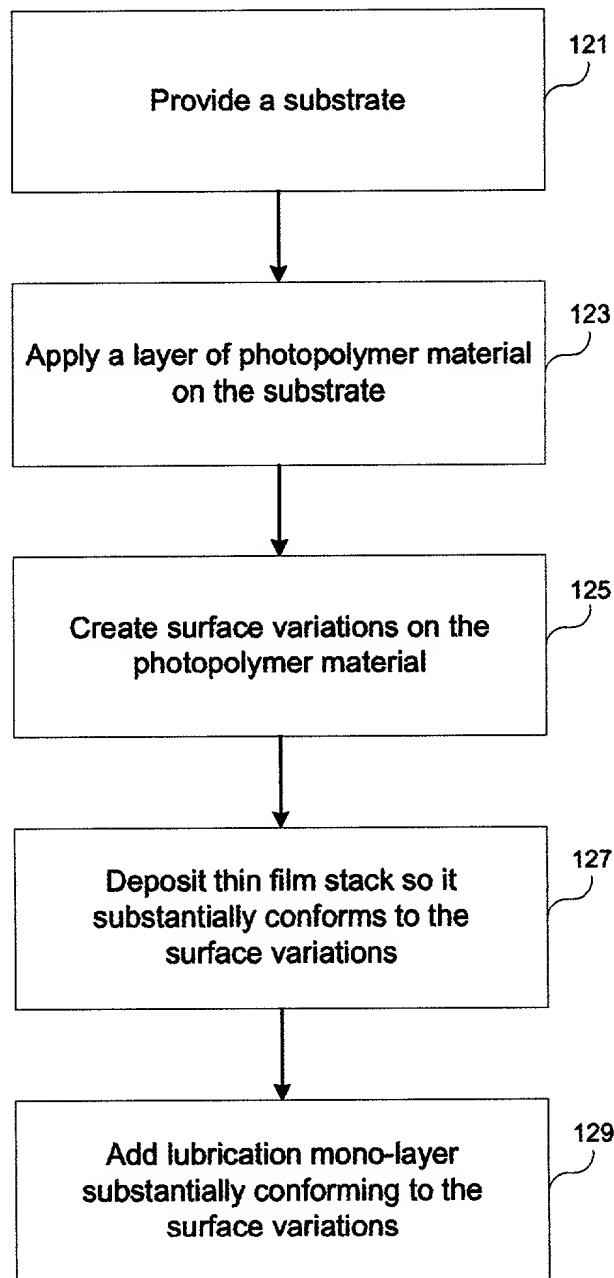 121
Provide a substrate
123
Apply a layer of photopolymer material
on the substrate
125
Create surface variations on the
photopolymer material
127
Deposit thin film stack so it
substantially conforms to the
surface variations
129
Add lubrication mono-layer
substantially conforming to the
surface variations